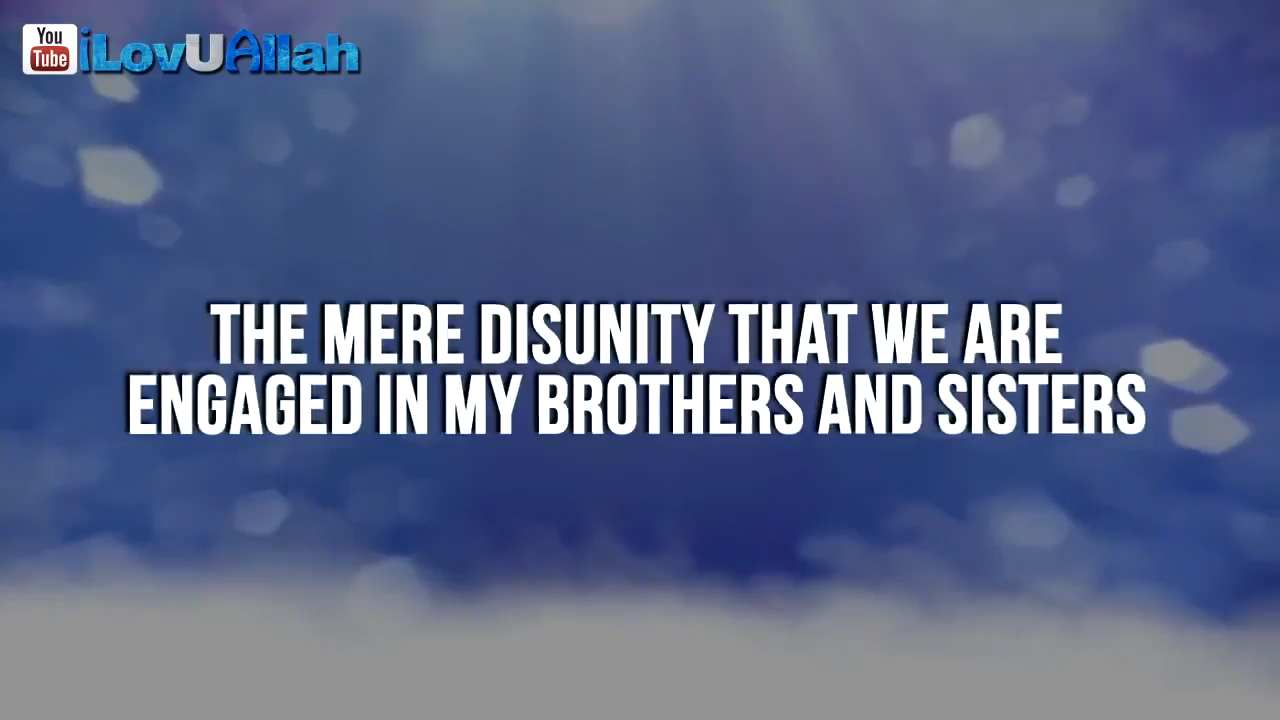 You
Tube iLovUAllah
THE MERE DISUNITY THAT WE ARE
ENGAGED IN MY BROTHERS AND SISTERS